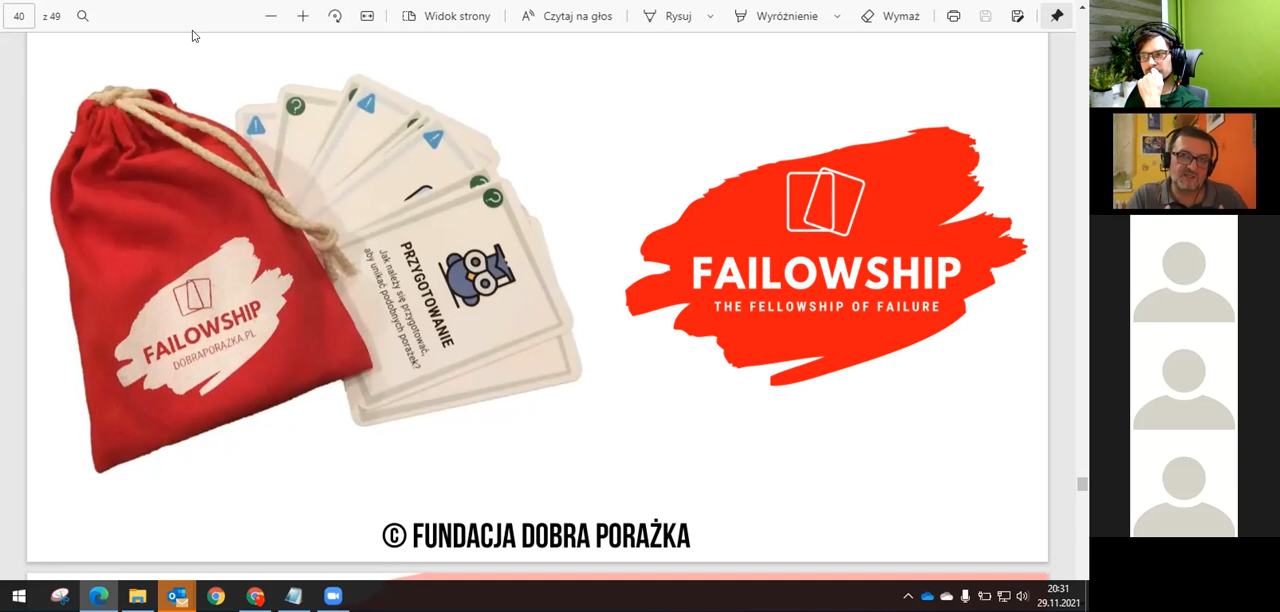 40 z 49 Widok strony Czytaj na głos Rysuj Wyróżnienie Wymaż
PRZYGOTOWANIE
Jak należy się przygotować,
aby unikać podobnych porażek?
FAILOWSHIP
DOBRAPORAZKA.PL
FAILOWSHIP
THE FELLOWSHIP OF FAILURE
© FUNDACJA DOBRA PORAŻKA
20:31
29.11.2021